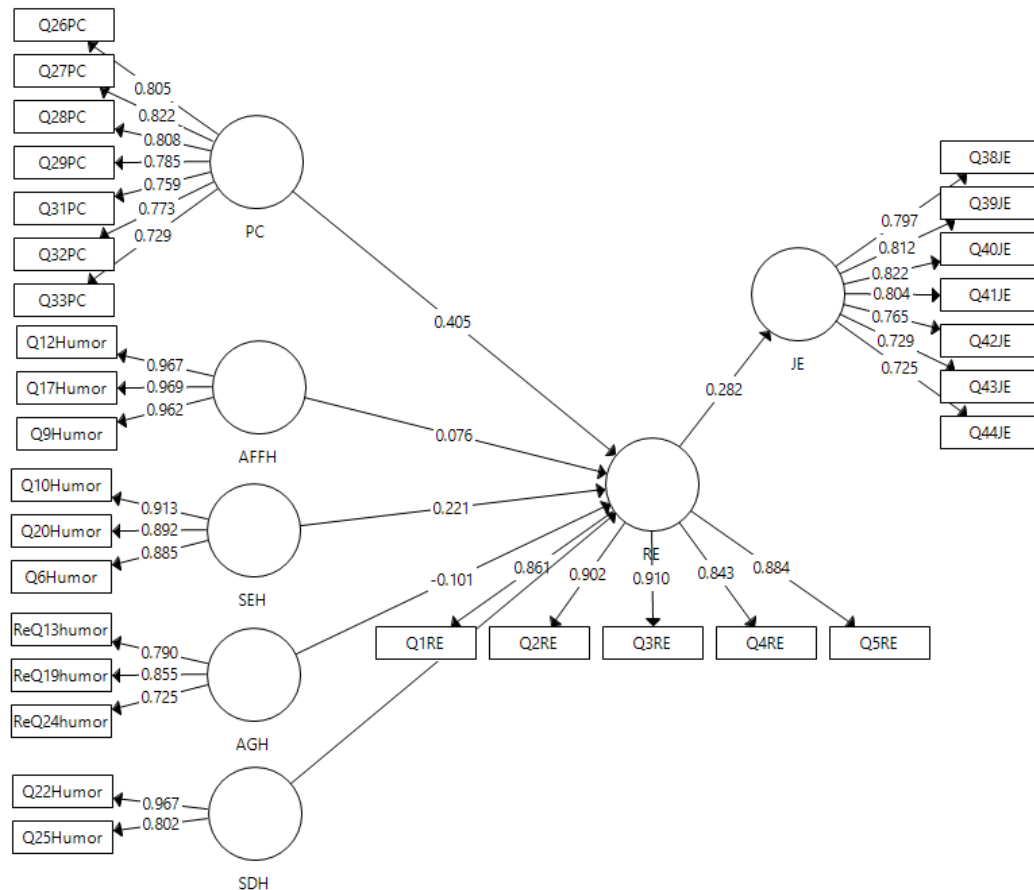 Q26PC
Q27PC
Q28PC
Q29PC
Q31PC
Q32PC
Q33PC
0.805
0.822
0.808
0.785
0.759
0.773
0.729
PC
0.405
Q12Humor
Q17Humor
Q9Humor
0.967
0.969
0.962
AFFH
0.076
Q10Humor
Q20Humor
Q6Humor
0.913
0.892
0.885
SEH
0.221
ReQ13humor
ReQ19humor
ReQ24humor
0.790
0.855
0.725
AGH
-0.101
Q22Humor
Q25Humor
0.967
0.802
SDH
RE
0.861
0.902
0.910
0.843
0.884
Q1RE
Q2RE
Q3RE
Q4RE
Q5RE
0.282
JE
0.797
0.812
0.822
0.804
0.765
0.729
0.725
Q38JE
Q39JE
Q40JE
Q41JE
Q42JE
Q43JE
Q44JE